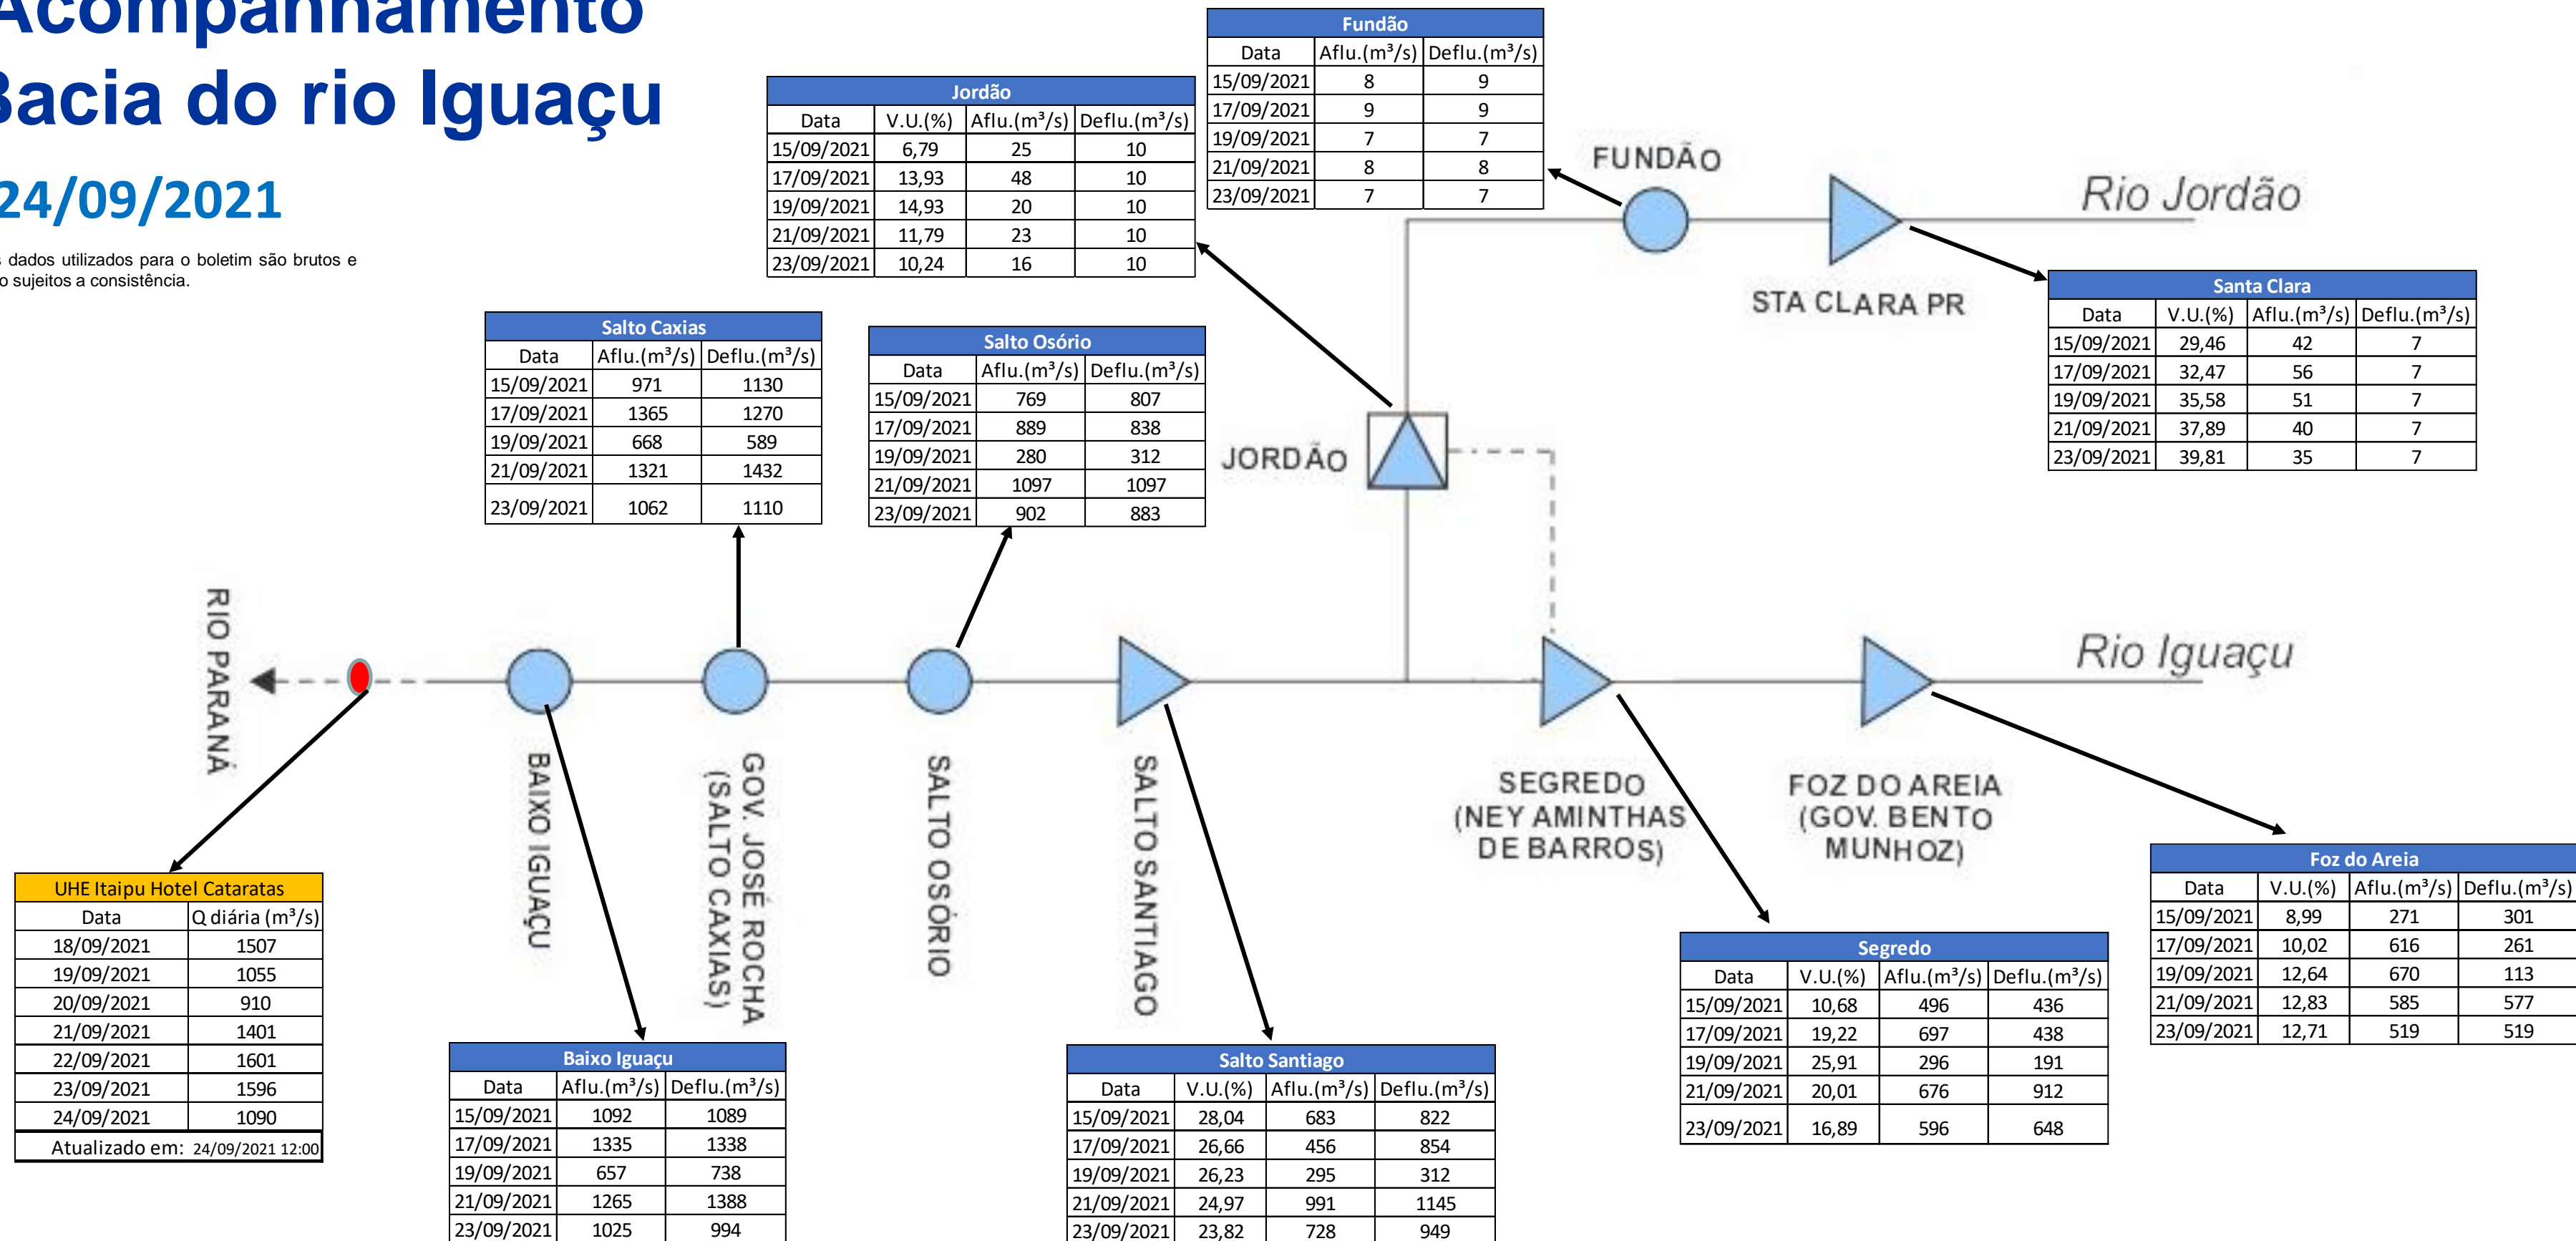 Acompanhamento
Bacia do rio Iguaçu
24/09/2021
s dados utilizados para o boletim são brutos e
o sujeitos a consistência.
Fundão
Data Aflu.(m³/s) Deflu.(m³/s)
15/09/2021 8 9
17/09/2021 9 9
19/09/2021 7 7
21/09/2021 8 8
23/09/2021 7 7
Jordão
Data V.U.(%) Aflu.(m³/s) Deflu.(m³/s)
15/09/2021 6,79 25 10
17/09/2021 13,93 48 10
19/09/2021 14,93 20 10
21/09/2021 11,79 23 10
23/09/2021 10,24 16 10
FUNDÃO
Rio Jordão
STA CLARA PR
Santa Clara
Data V.U.(%) Aflu.(m³/s) Deflu.(m³/s)
15/09/2021 29,46 42 7
17/09/2021 32,47 56 7
19/09/2021 35,58 51 7
21/09/2021 37,89 40 7
23/09/2021 39,81 35 7
Salto Caxias
Data Aflu.(m³/s) Deflu.(m³/s)
15/09/2021 971 1130
17/09/2021 1365 1270
19/09/2021 668 589
21/09/2021 1321 1432
23/09/2021 1062 1110
Salto Osório
Data Aflu.(m³/s) Deflu.(m³/s)
15/09/2021 769 807
17/09/2021 889 838
19/09/2021 280 312
21/09/2021 1097 1097
23/09/2021 902 883
JORDÃO
RIO PARANÁ
BAIXO IGUAÇU
GOV. JOSÉ ROCHA
(SALTO CAXIAS)
SALTO OSÓRIO
SALTO SANTIAGO
SEGREDO
(NEY AMINTHAS
DE BARROS)
FOZ DO AREIA
(GOV. BENTO
MUNHOZ)
Rio Iguaçu
UHE Itaipu Hotel Cataratas
Data Q diária (m³/s)
18/09/2021 1507
19/09/2021 1055
20/09/2021 910
21/09/2021 1401
22/09/2021 1601
23/09/2021 1596
24/09/2021 1090
Atualizado em: 24/09/2021 12:00
Baixo Iguaçu
Data Aflu.(m³/s) Deflu.(m³/s)
15/09/2021 1092 1089
17/09/2021 1335 1338
19/09/2021 657 738
21/09/2021 1265 1388
23/09/2021 1025 994
Salto Santiago
Data V.U.(%) Aflu.(m³/s) Deflu.(m³/s)
15/09/2021 28,04 683 822
17/09/2021 26,66 456 854
19/09/2021 26,23 295 312
21/09/2021 24,97 991 1145
23/09/2021 23,82 728 949
Segredo
Data V.U.(%) Aflu.(m³/s) Deflu.(m³/s)
15/09/2021 10,68 496 436
17/09/2021 19,22 697 438
19/09/2021 25,91 296 191
21/09/2021 20,01 676 912
23/09/2021 16,89 596 648
Foz do Areia
Data V.U.(%) Aflu.(m³/s) Deflu.(m³/s)
15/09/2021 8,99 271 301
17/09/2021 10,02 616 261
19/09/2021 12,64 670 113
21/09/2021 12,83 585 577
23/09/2021 12,71 519 519